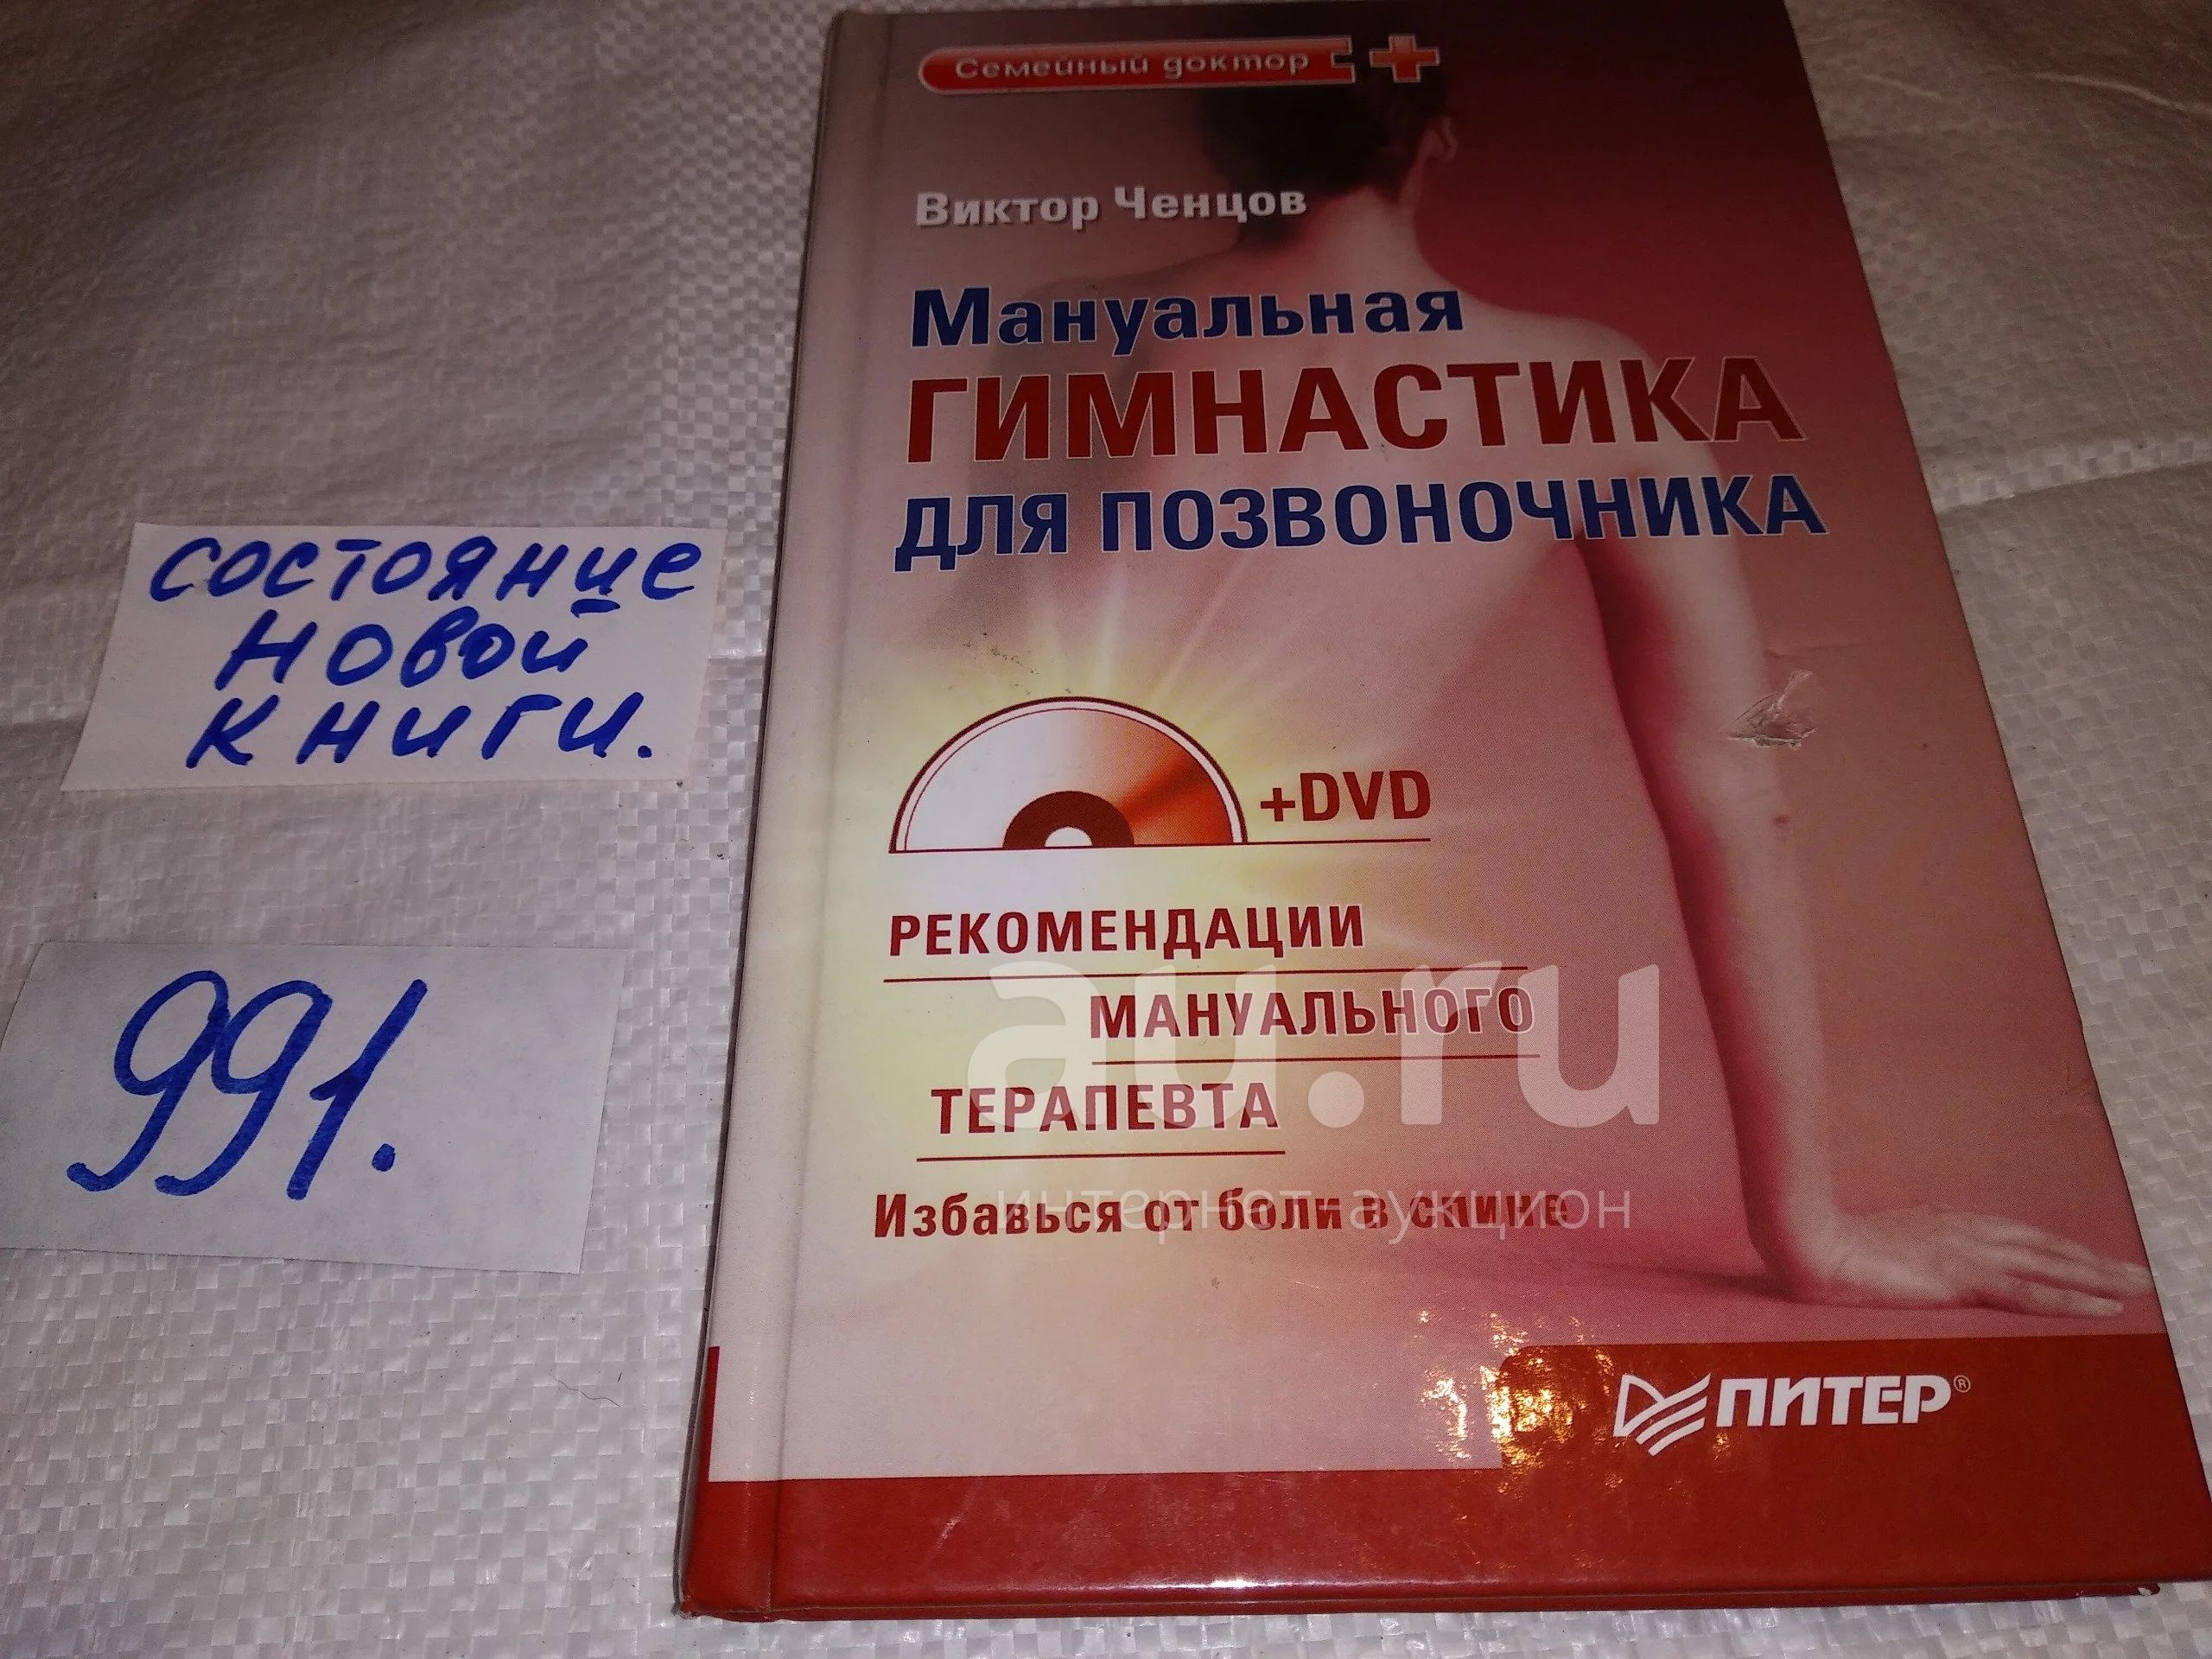 Семейный доктор
Виктор Ченцов
Мануальная
ГИМНАСТИКА
ДЛЯ ПОЗВОНОЧНИКА
+DVD
РЕКОМЕНДАЦИИ
МАНУАЛЬНОГО
ТЕРАПЕВТА
Избавься от боли в спине
ПИТЕР®
состояние
новой
книги.
991.
au.ru
интернет-аукцион